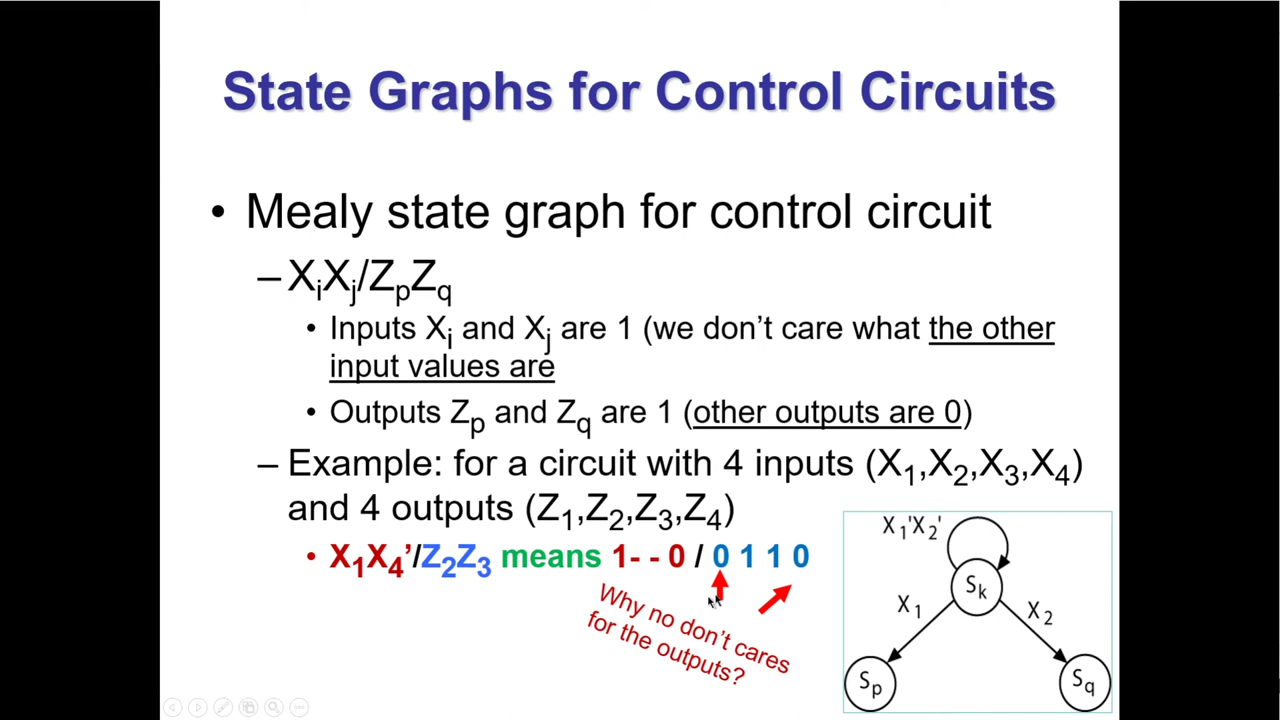 State Graphs for Control Circuits
• Mealy state graph for control circuit
– XiXj/ZpZq
• Inputs Xi and Xj are 1 (we don’t care what the other
input values are
• Outputs Zp and Zq are 1 (other outputs are 0)
– Example: for a circuit with 4 inputs (X1,X2,X3,X4)
and 4 outputs (Z1,Z2,Z3,Z4)
• X1X4’/Z2Z3 means 1- - 0 / 0 1 1 0
Why no don’t cares
for the outputs?
X1'X2'
Sk
X1
X2
Sp
Sq